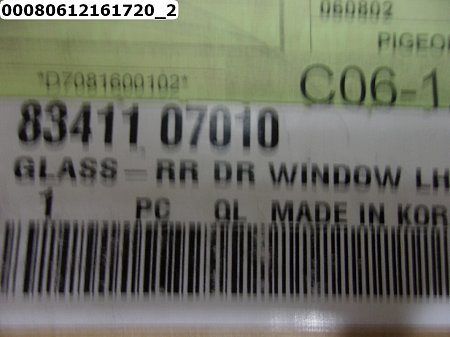 00080612161720_2
060802
PIGEO
*D7081600102*
C06-1
83411 07010
GLASS - RR DR WINDOW LH
1 PC QL MADE IN KOR